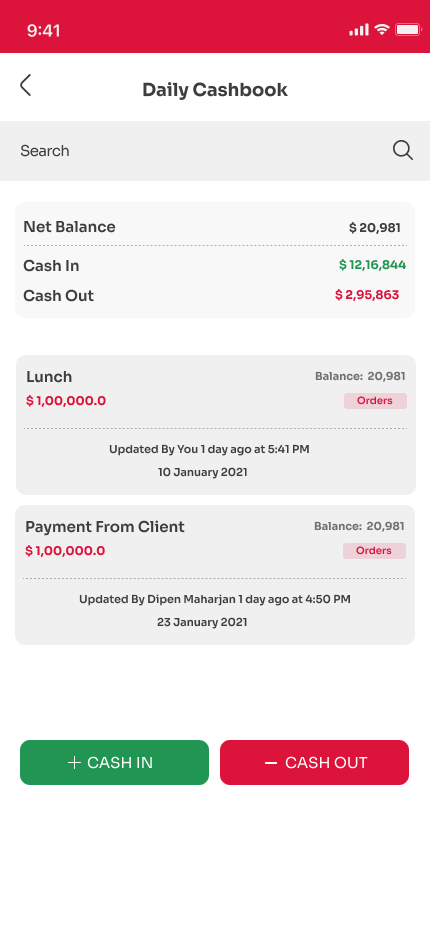 9:41
Daily Cashbook
Search
Net Balance $ 20,981
Cash In $ 12,16,844
Cash Out $ 2,95,863
Lunch Balance: 20,981
$ 1,00,000.0 Orders
Updated By You 1 day ago at 5:41 PM
10 January 2021
Payment From Client Balance: 20,981
$ 1,00,000.0 Orders
Updated By Dipen Maharjan 1 day ago at 4:50 PM
23 January 2021
+ CASH IN − CASH OUT